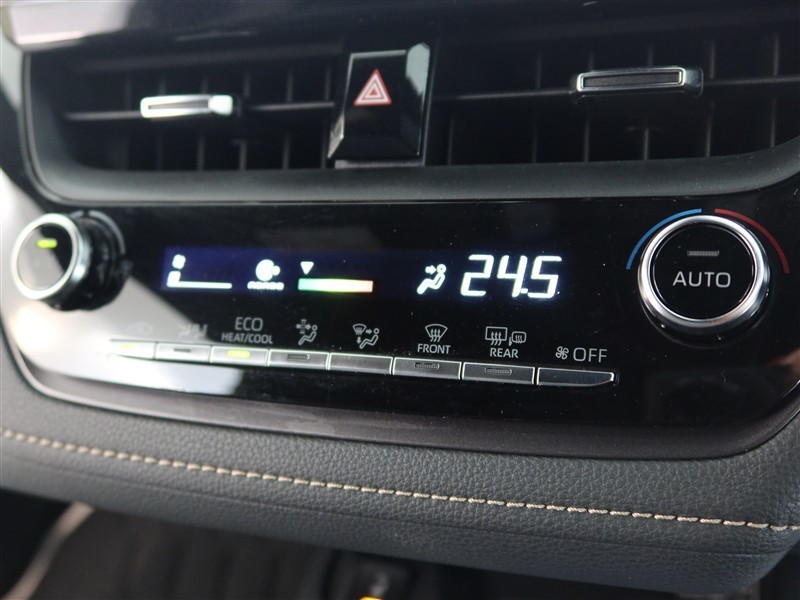 24.5
AUTO
ECO
HEAT/COOL
FRONT
REAR
OFF